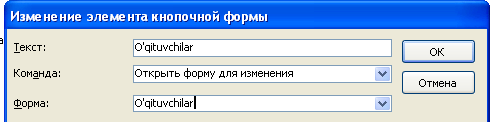 Изменение элемента кнопочной формы
Текст: O'qituvchilar OK
Команда: Открыть форму для изменения Отмена
Форма: O'qituvchilar